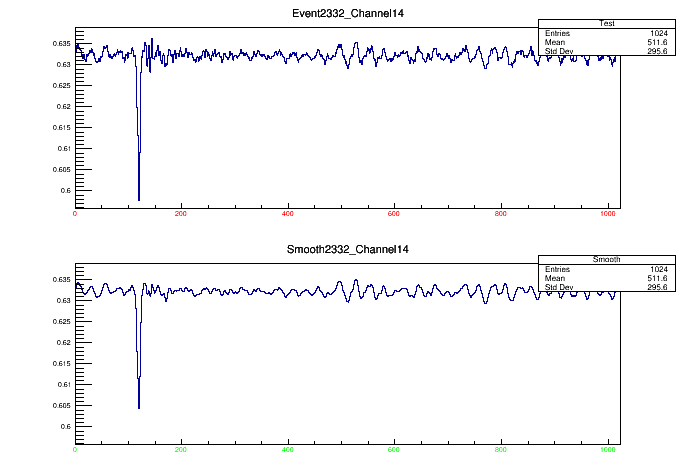 Event2332_Channel14
Test
Entries 1024
Mean 511.6
Std Dev 295.6
0.635
0.63
0.625
0.62
0.615
0.61
0.605
0.6
0 200 400 600 800 1000
Smooth2332_Channel14
Smooth
Entries 1024
Mean 511.6
Std Dev 295.6
0.635
0.63
0.625
0.62
0.615
0.61
0.605
0.6
0 200 400 600 800 1000